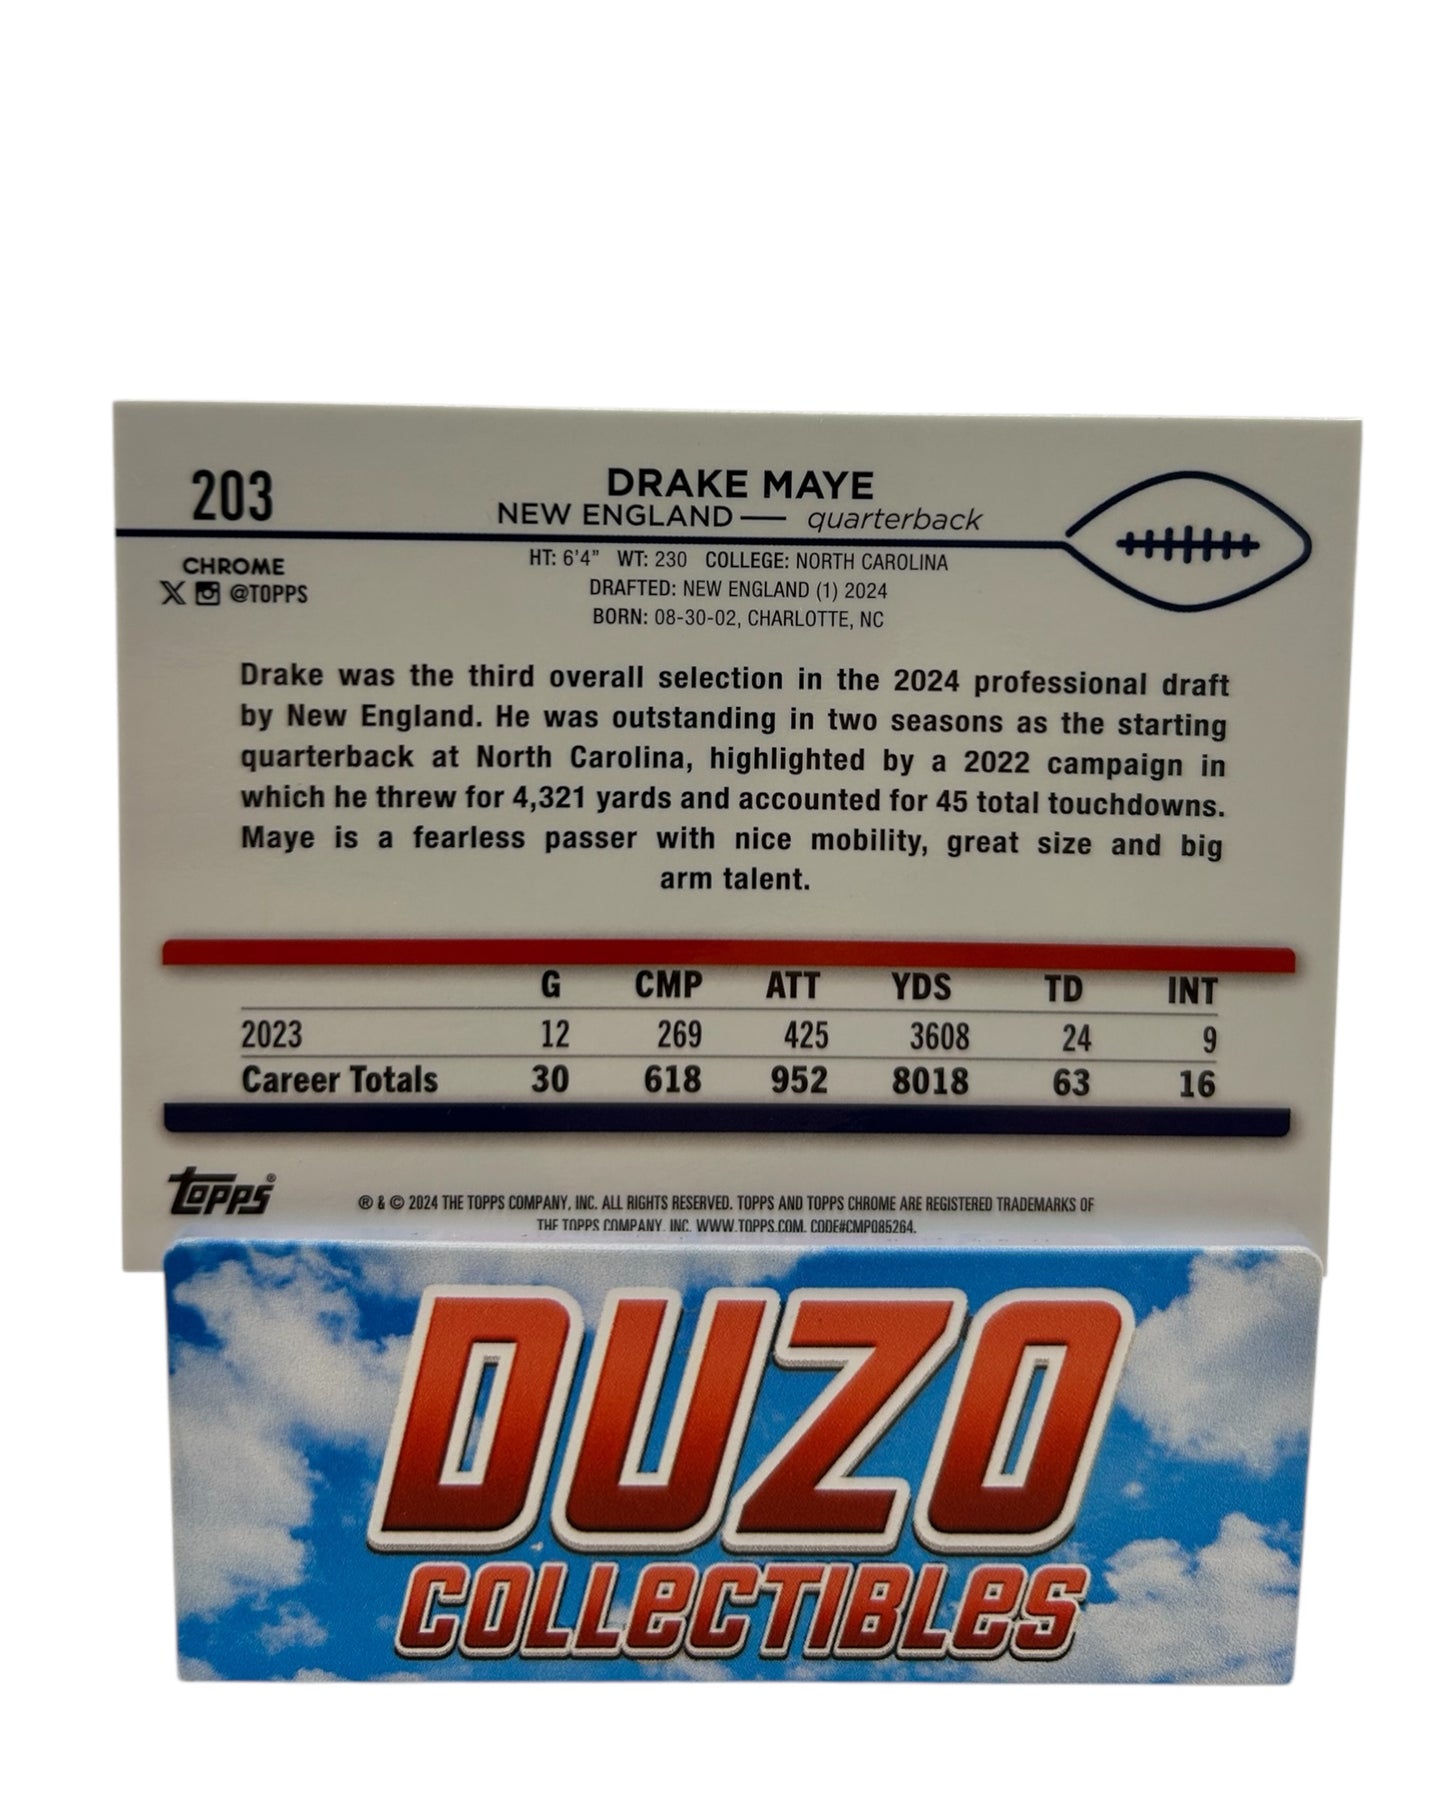 203
DRAKE MAYE
NEW ENGLAND — quarterback
CHROME
@TOPPS
HT: 6'4" WT: 230 COLLEGE: NORTH CAROLINA
DRAFTED: NEW ENGLAND (1) 2024
BORN: 08-30-02, CHARLOTTE, NC
Drake was the third overall selection in the 2024 professional draft
by New England. He was outstanding in two seasons as the starting
quarterback at North Carolina, highlighted by a 2022 campaign in
which he threw for 4,321 yards and accounted for 45 total touchdowns.
Maye is a fearless passer with nice mobility, great size and big
arm talent.
G CMP ATT YDS TD INT
2023 12 269 425 3608 24 9
Career Totals 30 618 952 8018 63 16
topps®
® & © 2024 THE TOPPS COMPANY, INC. ALL RIGHTS RESERVED. TOPPS AND TOPPS CHROME ARE REGISTERED TRADEMARKS OF
THE TOPPS COMPANY, INC. WWW.TOPPS.COM. CODE#CMP085264.
DUZO
COLLECTIBLES